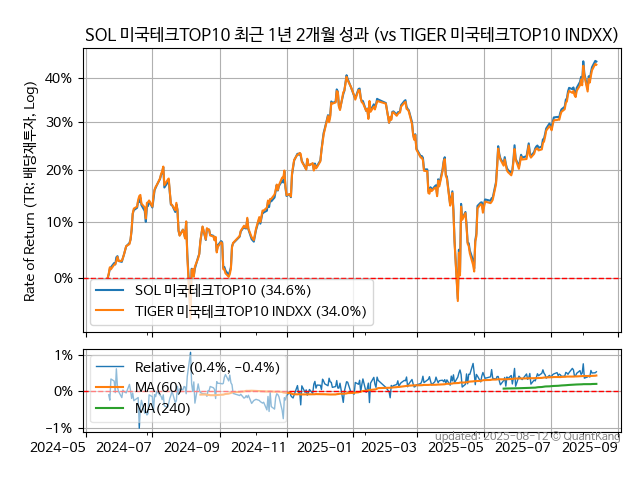 SOL 미국테크TOP10 최근 1년 2개월 성과 (vs TIGER 미국테크TOP10 INDXX)
Rate of Return (TR: 배당재투자, Log)
40%
30%
20%
10%
0%
SOL 미국테크TOP10 (34.6%)
TIGER 미국테크TOP10 INDXX (34.0%)
1%
0%
-1%
Relative (0.4%, -0.4%)
MA(60)
MA(240)
updated: 2025-08-12 © QuantKang
2024-05 2024-07 2024-09 2024-11 2025-01 2025-03 2025-05 2025-07 2025-09